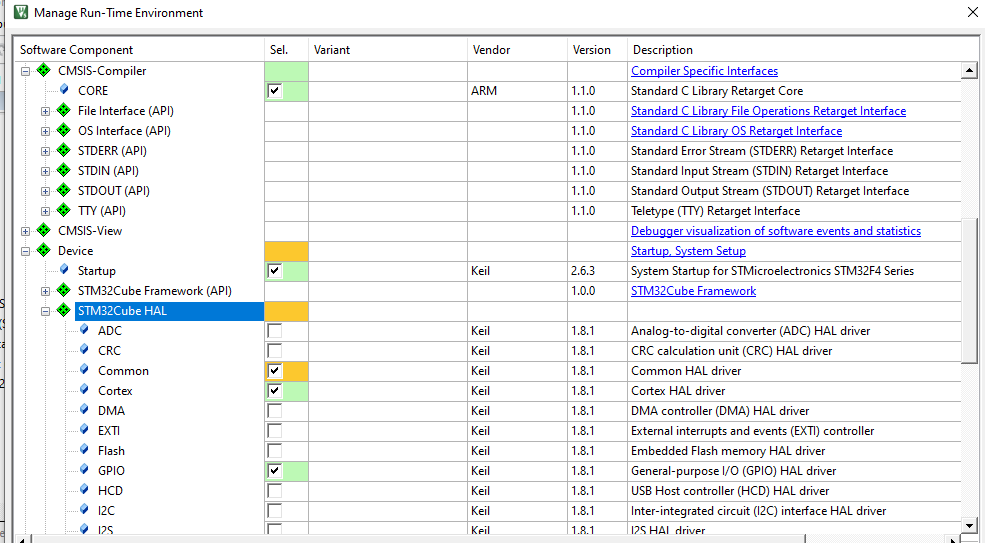 Manage Run-Time Environment
Software Component Sel. Variant Vendor Version Description
CMSIS-Compiler Compiler Specific Interfaces
CORE ARM 1.1.0 Standard C Library Retarget Core
File Interface (API) 1.1.0 Standard C Library File Operations Retarget Interface
OS Interface (API) 1.1.0 Standard C Library OS Retarget Interface
STDERR (API) 1.1.0 Standard Error Stream (STDERR) Retarget Interface
STDIN (API) 1.1.0 Standard Input Stream (STDIN) Retarget Interface
STDOUT (API) 1.1.0 Standard Output Stream (STDOUT) Retarget Interface
TTY (API) 1.1.0 Teletype (TTY) Retarget Interface
CMSIS-View Debugger visualization of software events and statistics
Device Startup, System Setup
Startup Keil 2.6.3 System Startup for STMicroelectronics STM32F4 Series
STM32Cube Framework (API) 1.0.0 STM32Cube Framework
STM32Cube HAL
ADC Keil 1.8.1 Analog-to-digital converter (ADC) HAL driver
CRC Keil 1.8.1 CRC calculation unit (CRC) HAL driver
Common Keil 1.8.1 Common HAL driver
Cortex Keil 1.8.1 Cortex HAL driver
DMA Keil 1.8.1 DMA controller (DMA) HAL driver
EXTI Keil 1.8.1 External interrupts and events (EXTI) controller
Flash Keil 1.8.1 Embedded Flash memory HAL driver
GPIO Keil 1.8.1 General-purpose I/O (GPIO) HAL driver
HCD Keil 1.8.1 USB Host controller (HCD) HAL driver
I2C Keil 1.8.1 Inter-integrated circuit (I2C) interface HAL driver
I2S Keil 1.8.1 I2S HAL driver